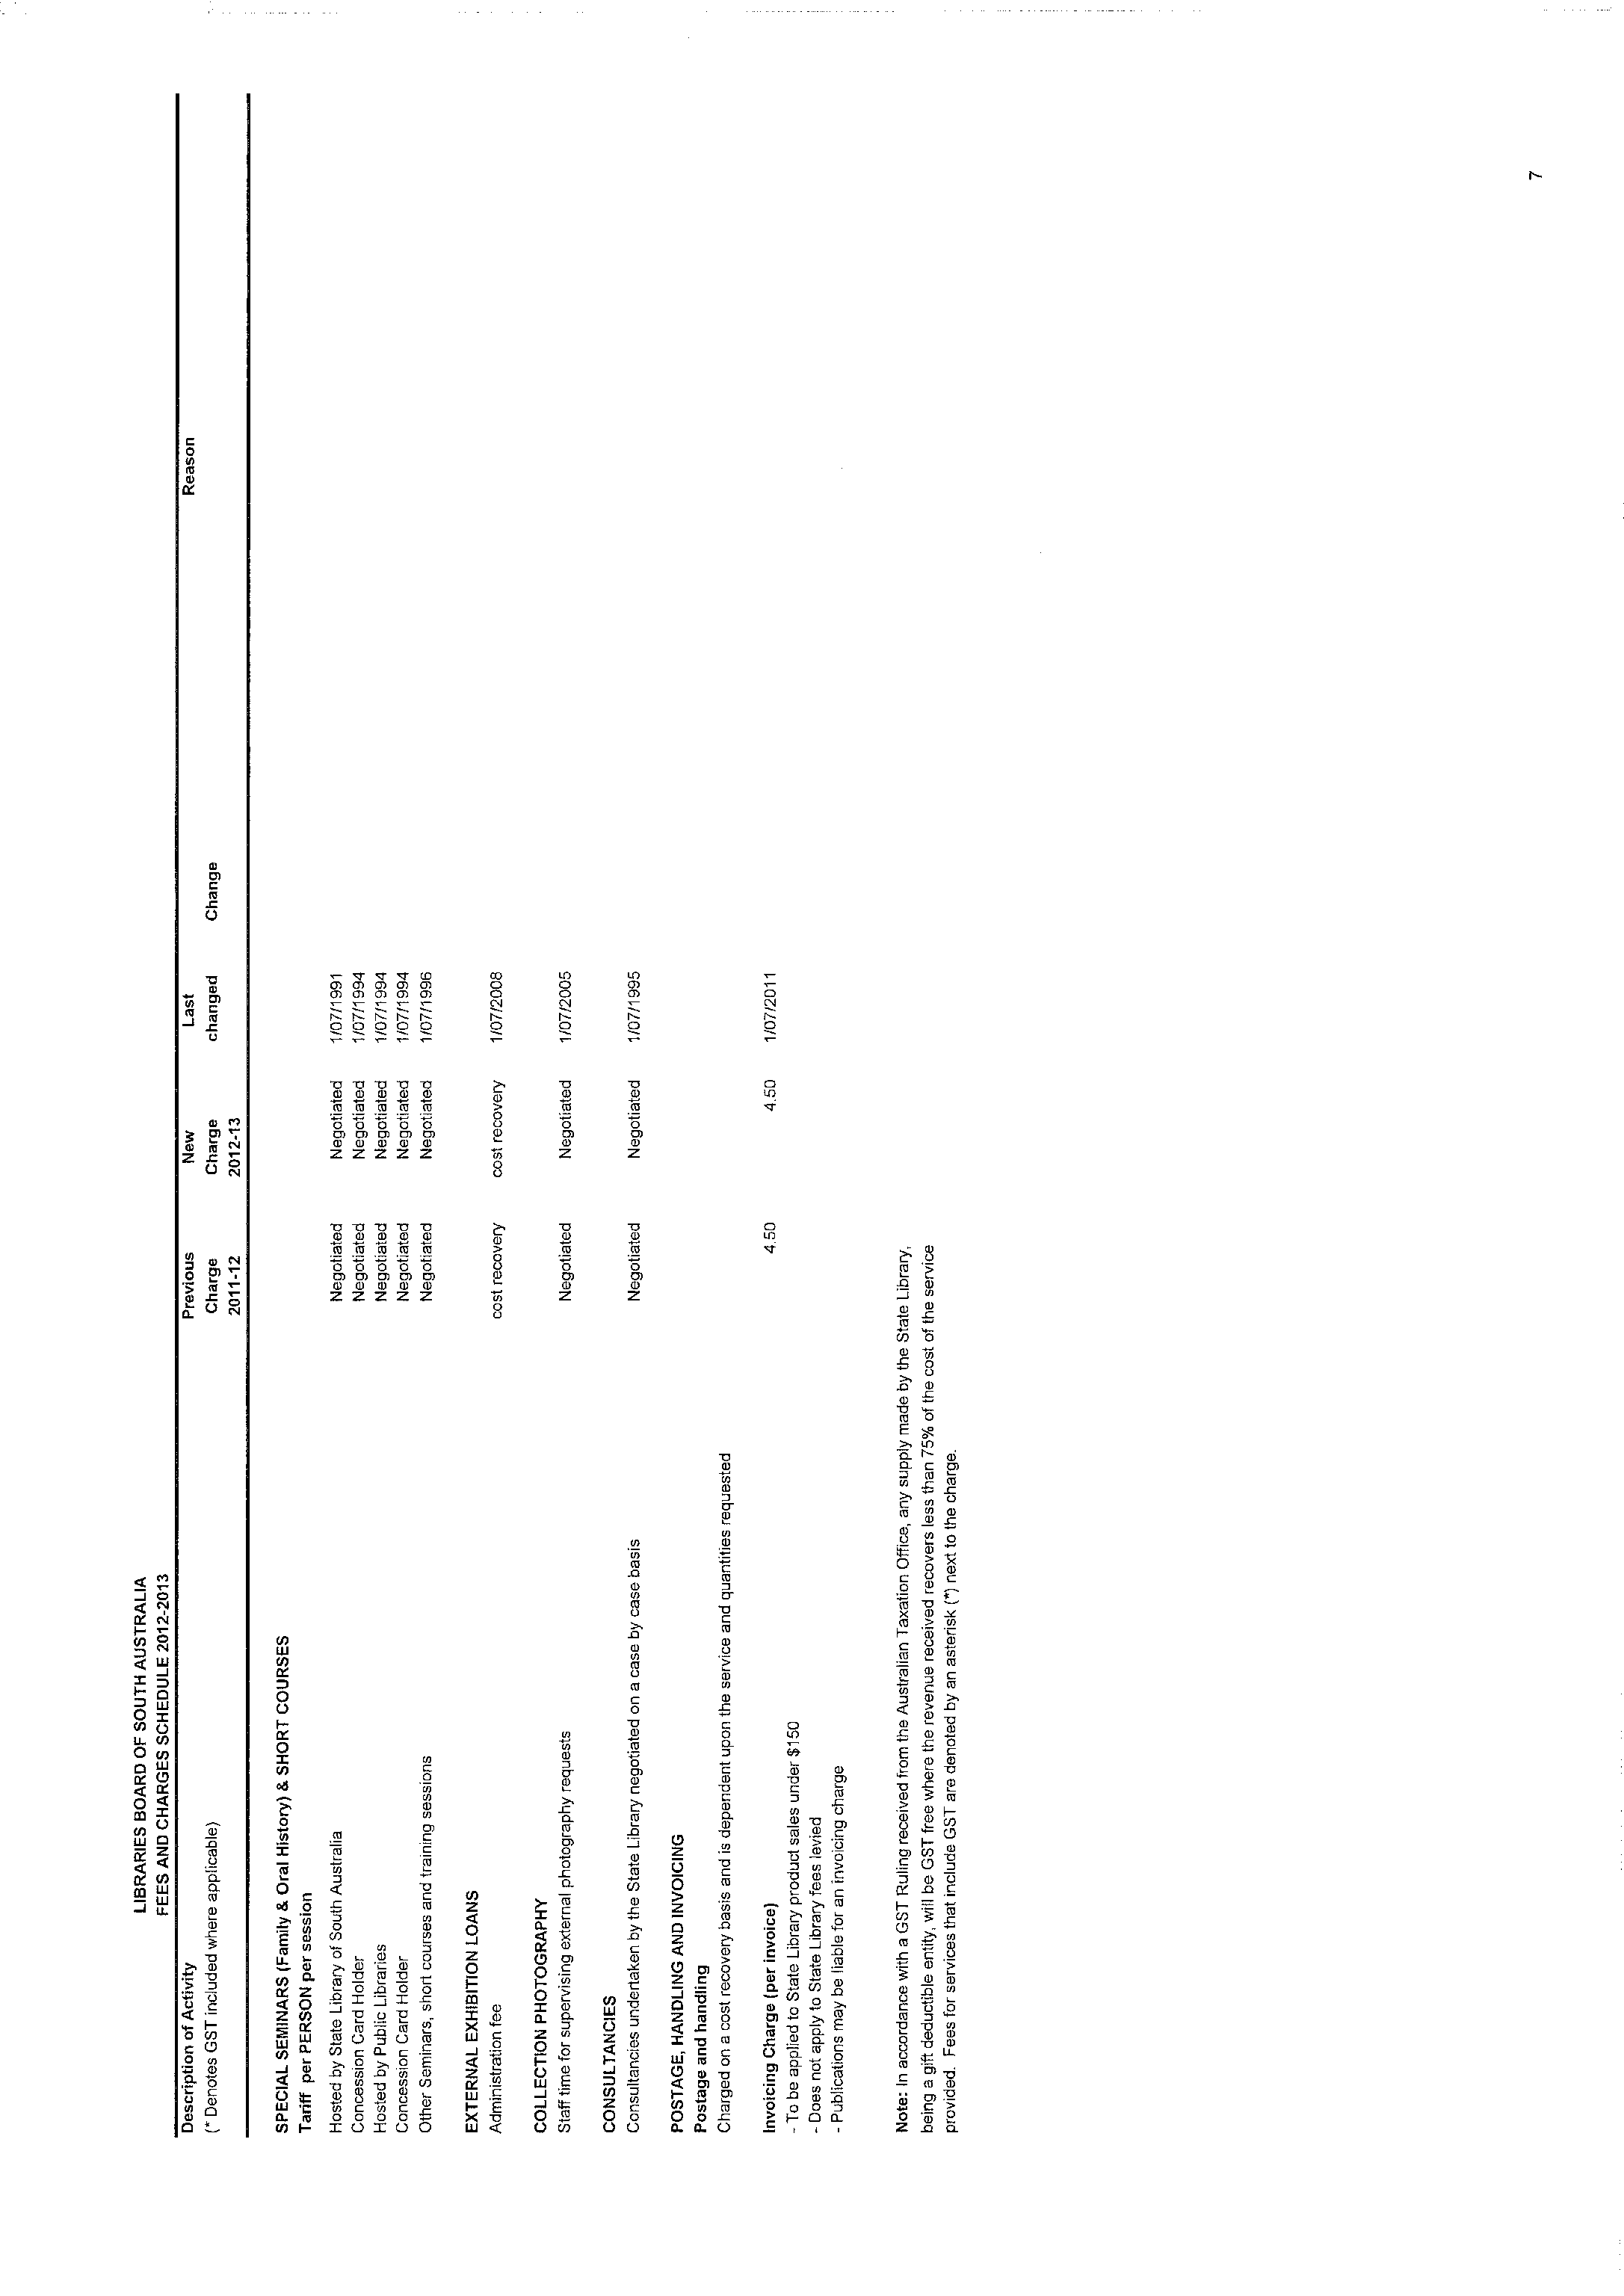 LIBRARIES BOARD OF SOUTH AUSTRALIA
FEES AND CHARGES SCHEDULE 2012-2013
Description of Activity Previous New Last Reason
(* Denotes GST included where applicable) Charge Charge changed Change
2011-12 2012-13
SPECIAL SEMINARS (Family & Oral History) & SHORT COURSES
Tariff per PERSON per session
Hosted by State Library of South Australia Negotiated Negotiated 1/07/1991
Concession Card Holder Negotiated Negotiated 1/07/1994
Hosted by Public Libraries Negotiated Negotiated 1/07/1994
Concession Card Holder Negotiated Negotiated 1/07/1994
Other Seminars, short courses and training sessions Negotiated Negotiated 1/07/1996
EXTERNAL EXHIBITION LOANS
Administration fee cost recovery cost recovery 1/07/2008
COLLECTION PHOTOGRAPHY
Staff time for supervising external photography requests Negotiated Negotiated 1/07/2005
CONSULTANCIES
Consultancies undertaken by the State Library negotiated on a case by case basis Negotiated Negotiated 1/07/1995
POSTAGE, HANDLING AND INVOICING
Postage and handling
Charged on a cost recovery basis and is dependent upon the service and quantities requested
Invoicing Charge (per invoice) 4.50 4.50 1/07/2011
- To be applied to State Library product sales under $150
- Does not apply to State Library fees levied
- Publications may be liable for an invoicing charge
Note: In accordance with a GST Ruling received from the Australian Taxation Office, any supply made by the State Library,
being a gift deductible entity, will be GST free where the revenue received recovers less than 75% of the cost of the service
provided. Fees for services that include GST are denoted by an asterisk (*) next to the charge.
7